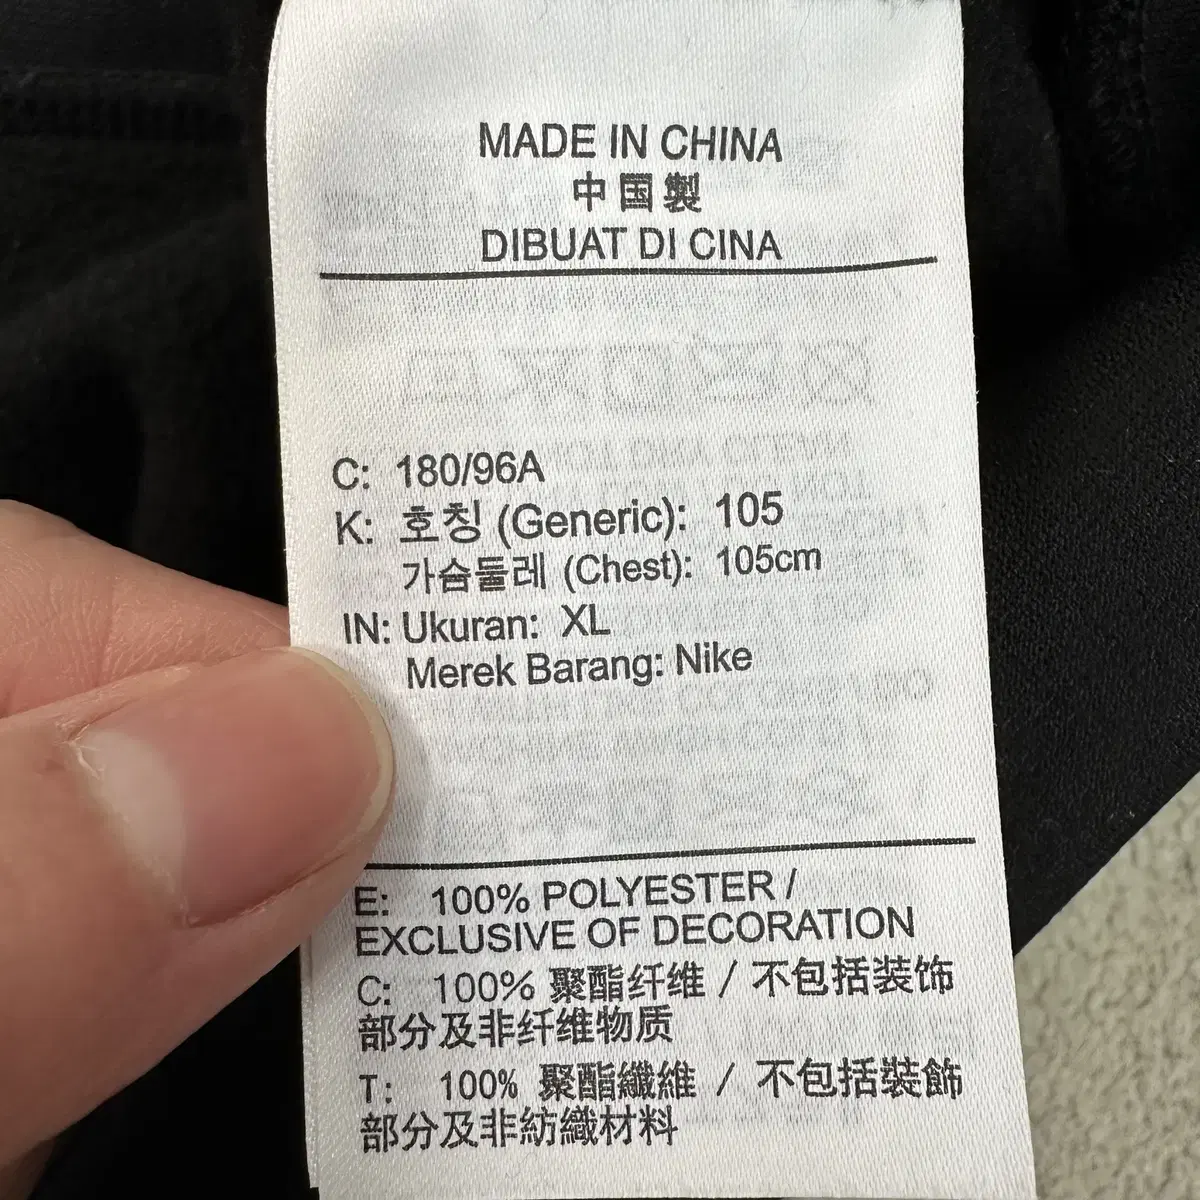 MADE IN CHINA
中国製
DIBUAT DI CINA
C: 180/96A
K: 호칭 (Generic): 105
가슴둘레 (Chest): 105cm
IN: Ukuran: XL
Merek Barang: Nike
E: 100% POLYESTER /
EXCLUSIVE OF DECORATION
C: 100% 聚酯纤维 / 不包括装饰
部分及非纤维物质
T: 100% 聚酯纖維 / 不包括裝飾
部分及非紡織材料